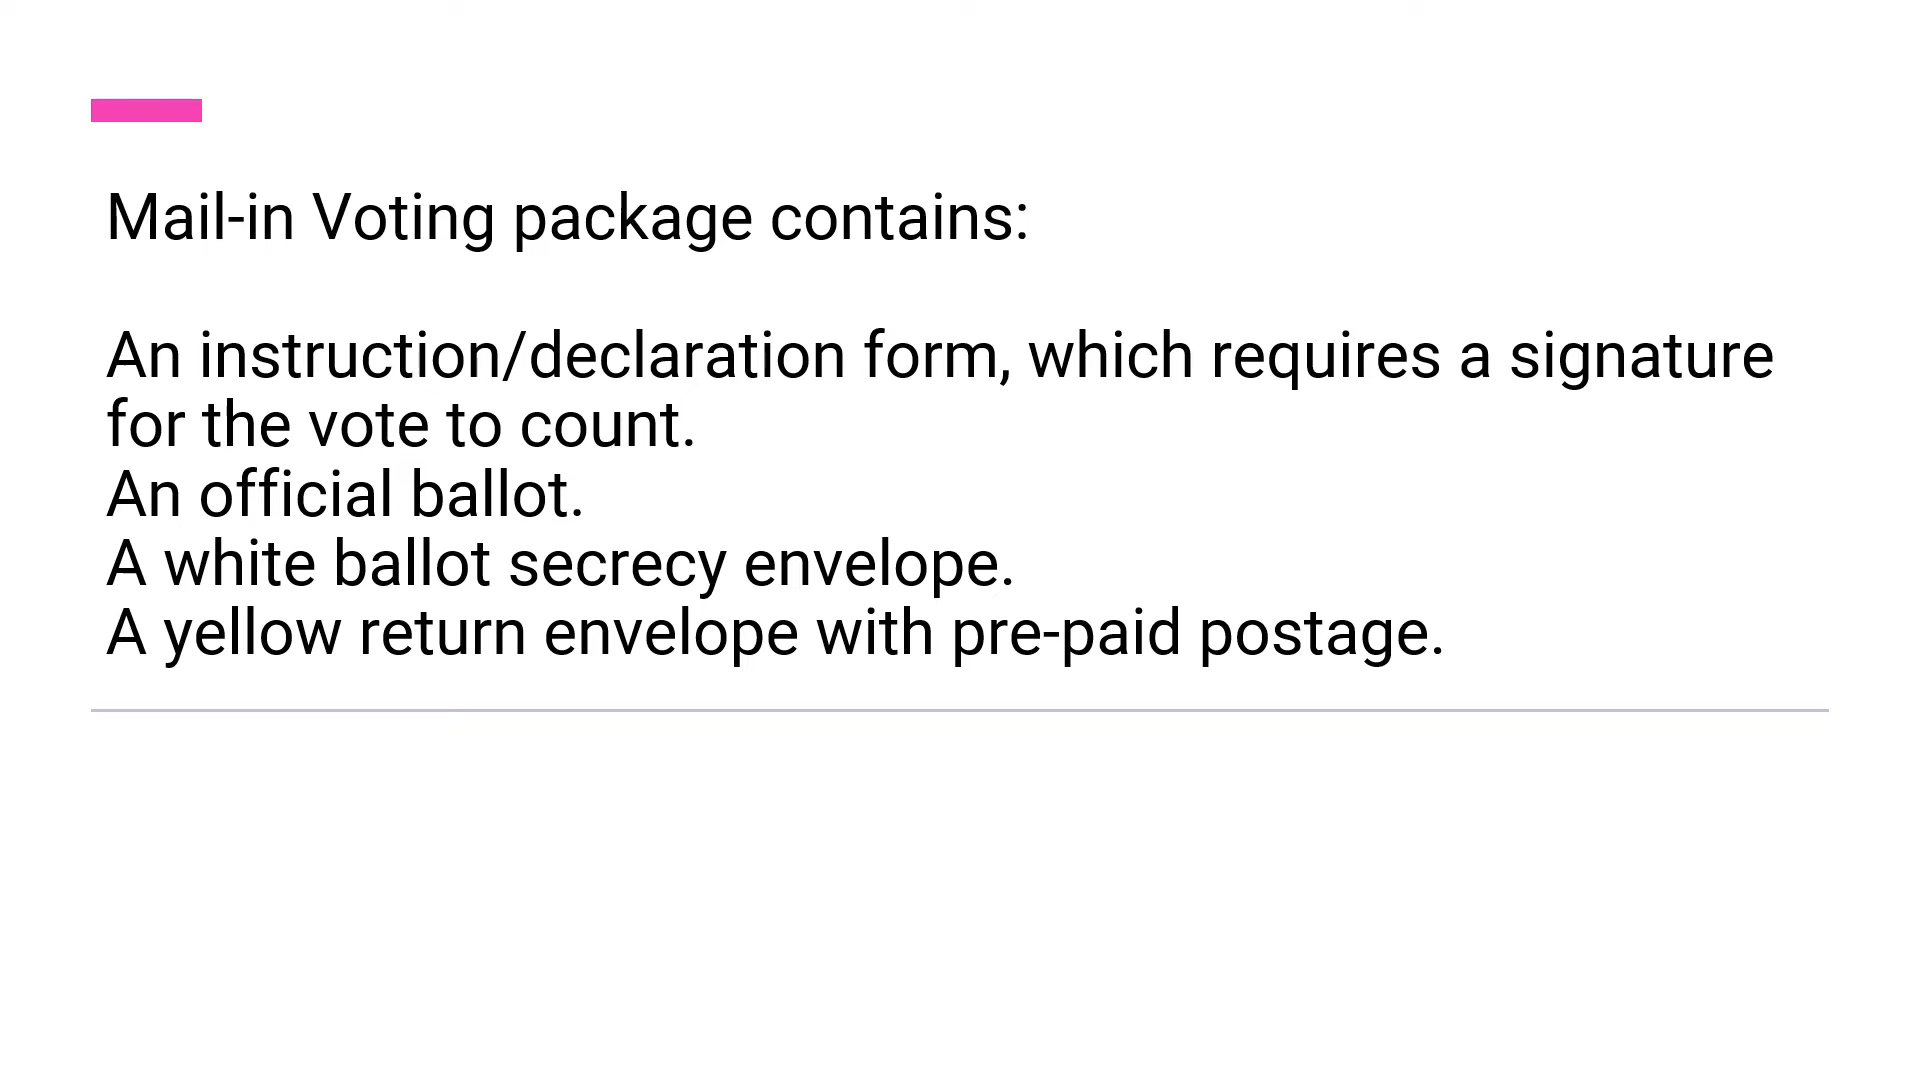 Mail-in Voting package contains:
An instruction/declaration form, which requires a signature
for the vote to count.
An official ballot.
A white ballot secrecy envelope.
A yellow return envelope with pre-paid postage.